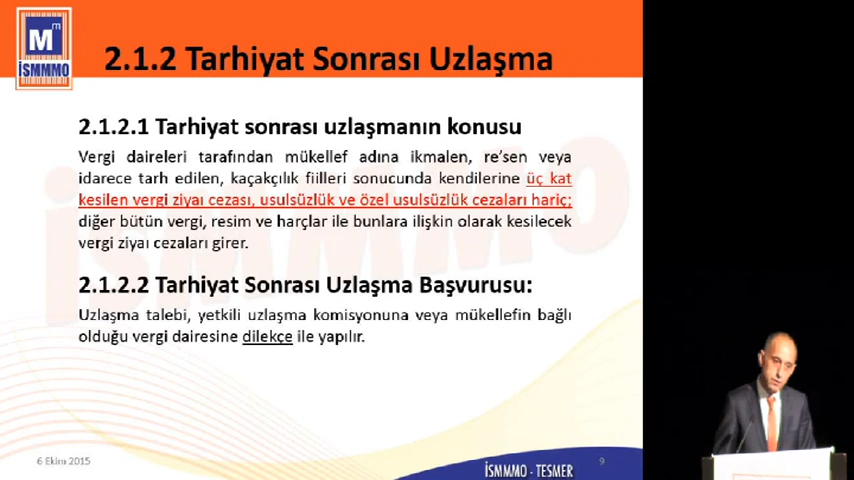 Mm
İSMMMO
2.1.2 Tarhiyat Sonrası Uzlaşma
2.1.2.1 Tarhiyat sonrası uzlaşmanın konusu
Vergi daireleri tarafından mükellef adına ikmalen, re'sen veya
idarece tarh edilen, kaçakçılık fiilleri sonucunda kendilerine üç kat
kesilen vergi ziyaı cezası, usulsüzlük ve özel usulsüzlük cezaları hariç;
diğer bütün vergi, resim ve harçlar ile bunlara ilişkin olarak kesilecek
vergi ziyaı cezaları girer.
2.1.2.2 Tarhiyat Sonrası Uzlaşma Başvurusu:
Uzlaşma talebi, yetkili uzlaşma komisyonuna veya mükellefin bağlı
olduğu vergi dairesine dilekçe ile yapılır.
İSMMMO
6 Ekim 2015
İSMMMO - TESMER
9